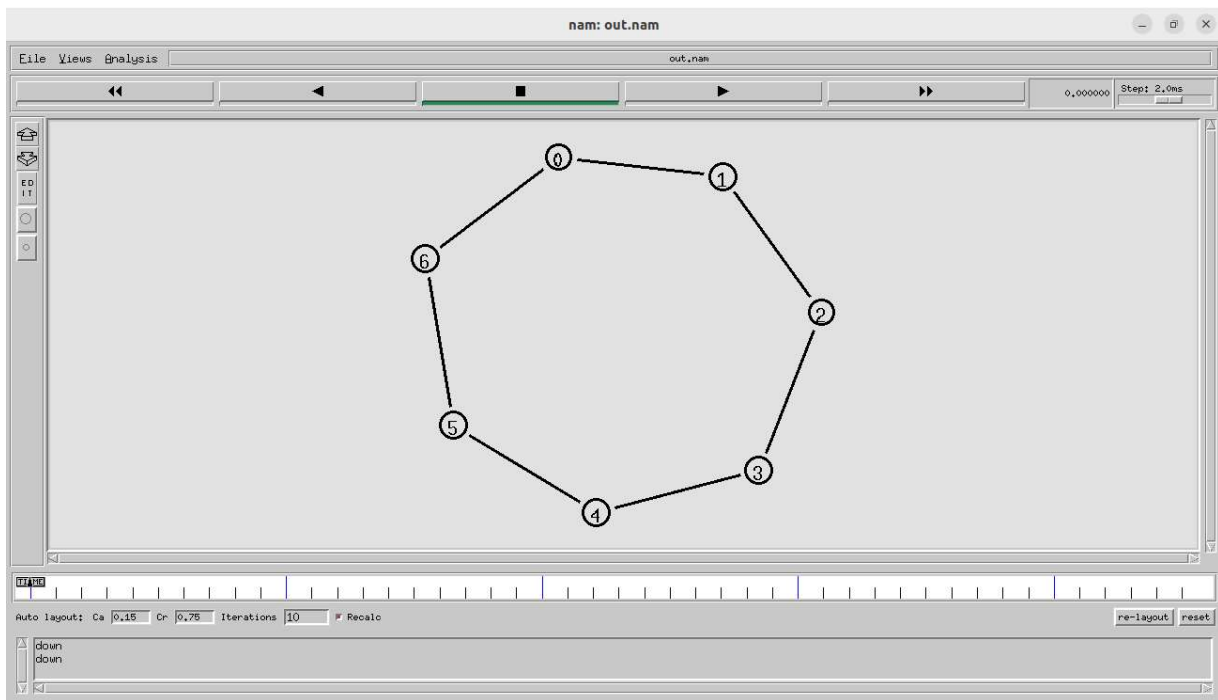 nam: out.nam
File Views Analysis out.nam
0.000000 Step: 2.0ms
ED
IT
0
1
6
2
5
3
4
TIME
Auto layout: Ca 0.15 Cr 0.75 Iterations 10 Recalc re-layout reset
down
down